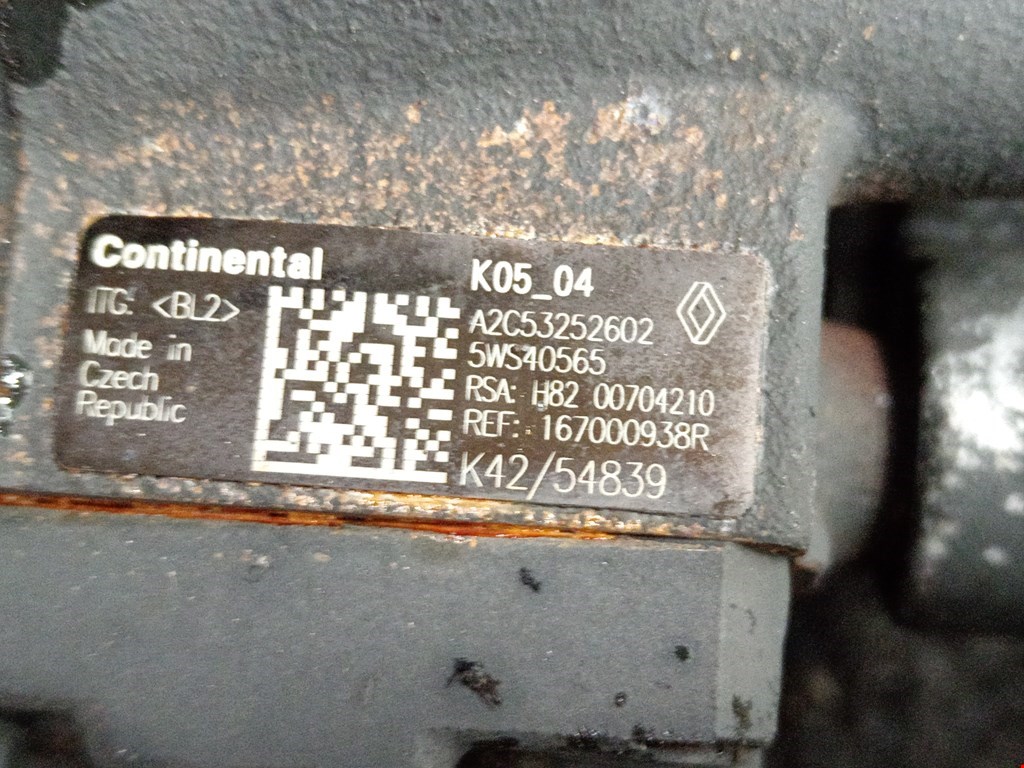 Continental
ITG: <BL2>
Made in
Czech
Republic
K05_04
A2C53252602
5WS40565
RSA: H82 00704210
REF: 167000938R
K42/54839